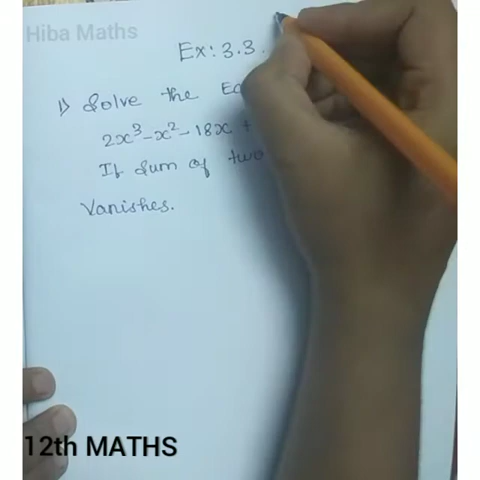 Hiba Maths
Ex: 3.3.
1) Solve the
2x³-x²-18x +
If Sum of two
Vanishes.
12th MATHS